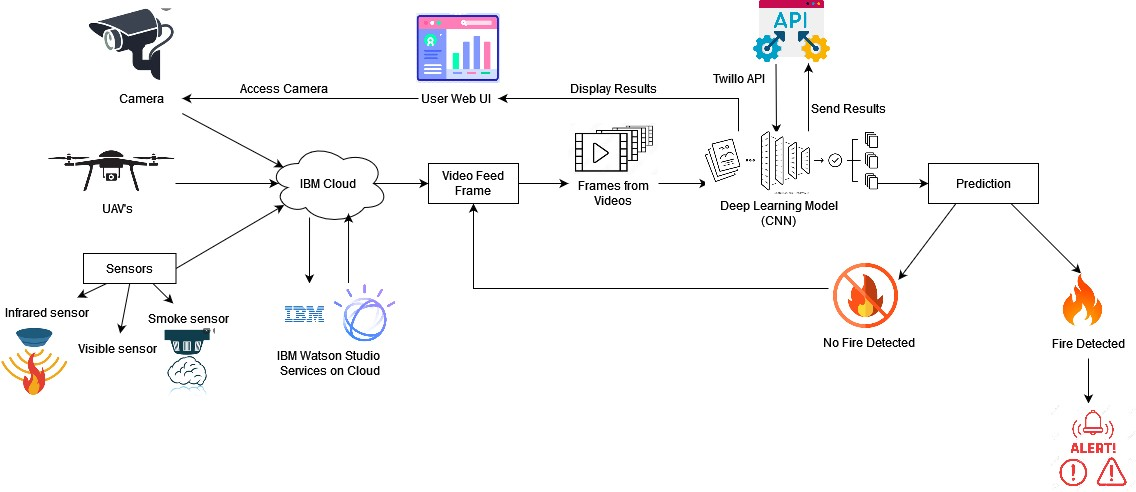 API
Twillo API
Camera
Access Camera
User Web UI
Display Results
Send Results
UAV's
IBM Cloud
Video Feed
Frame
Frames from
Videos
Deep Learning Model
(CNN)
Prediction
Sensors
Infrared sensor
Smoke sensor
Visible sensor
IBM
IBM Watson Studio
Services on Cloud
No Fire Detected
Fire Detected
ALERT!